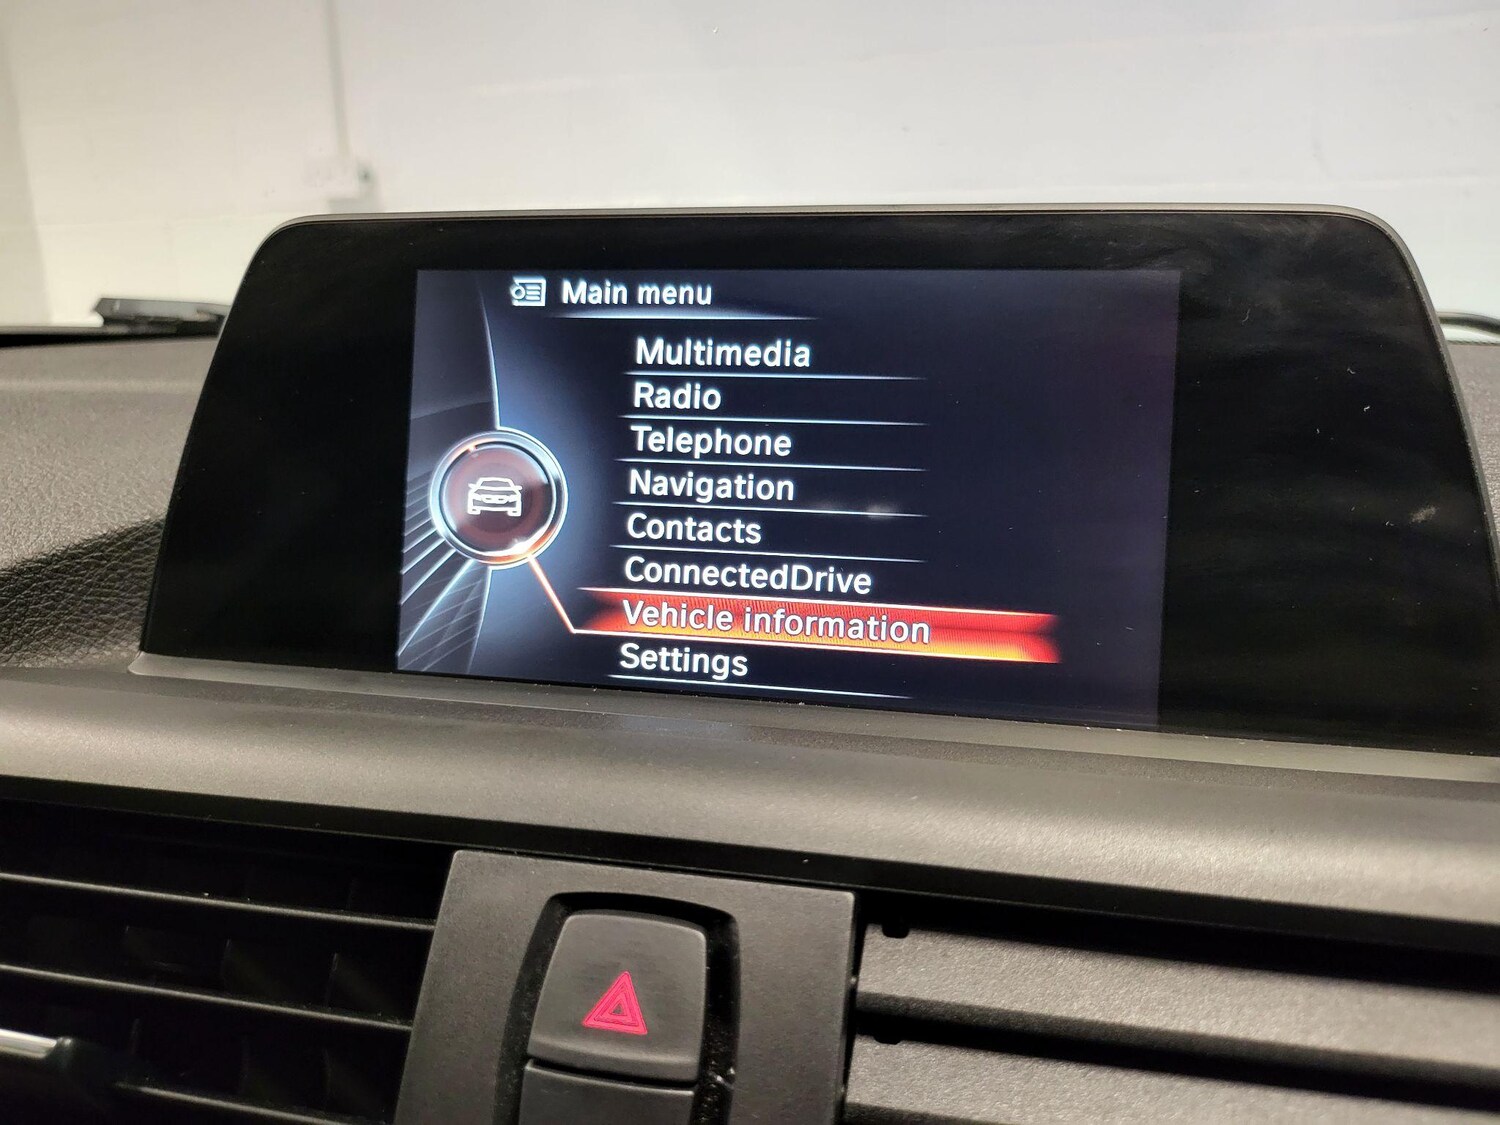 Main menu
Multimedia
Radio
Telephone
Navigation
Contacts
ConnectedDrive
Vehicle information
Settings